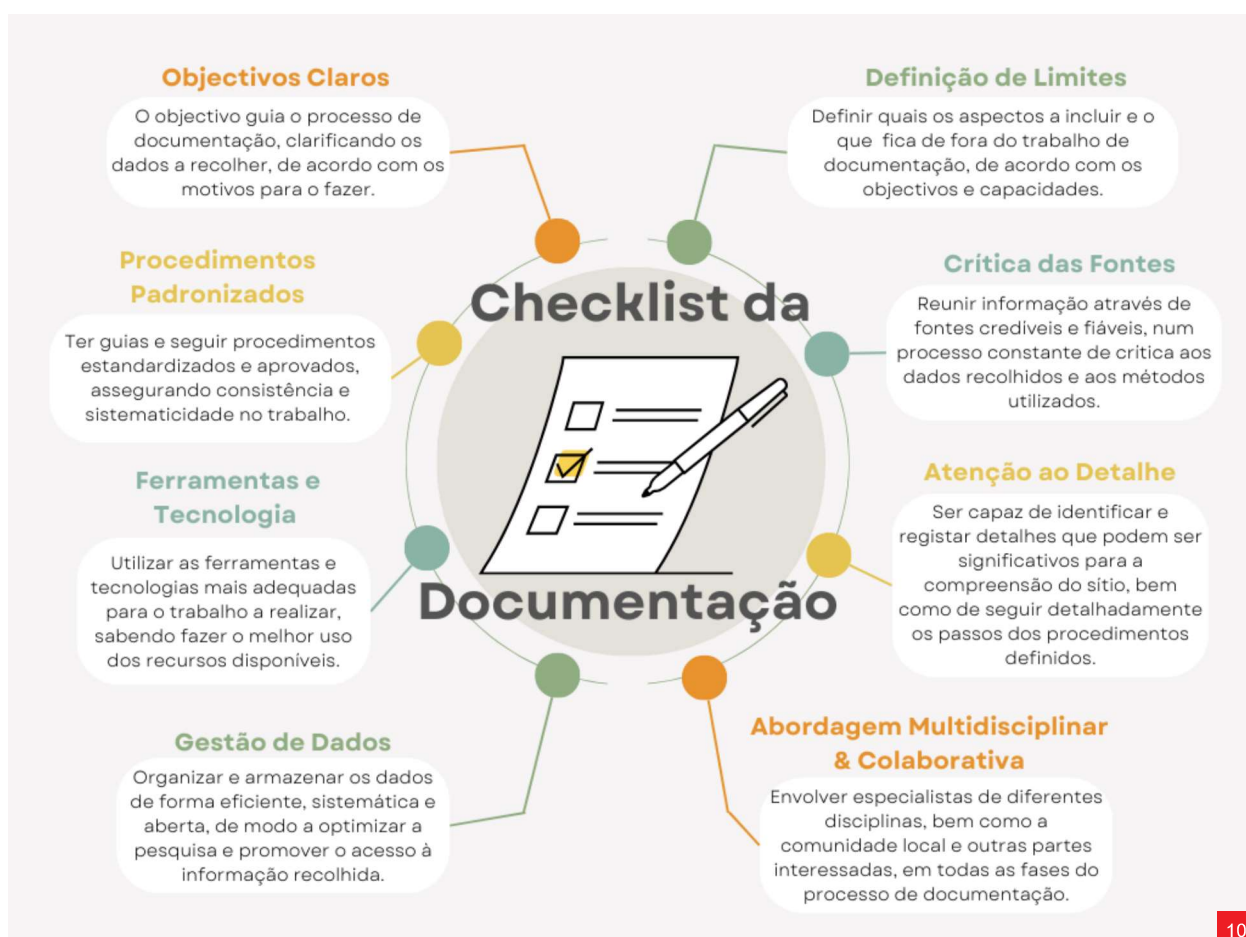 Objectivos Claros
O objectivo guia o processo de
documentação, clarificando os
dados a recolher, de acordo com os
motivos para o fazer.
Procedimentos
Padronizados
Ter guias e seguir procedimentos
estandardizados e aprovados,
assegurando consistência e
sistematicidade no trabalho.
Ferramentas e
Tecnologia
Utilizar as ferramentas e
tecnologias mais adequadas
para o trabalho a realizar,
sabendo fazer o melhor uso
dos recursos disponíveis.
Gestão de Dados
Organizar e armazenar os dados
de forma eficiente, sistemática e
aberta, de modo a optimizar a
pesquisa e promover o acesso à
informação recolhida.
Checklist da
Documentação
Definição de Limites
Definir quais os aspectos a incluir e o
que fica de fora do trabalho de
documentação, de acordo com os
objectivos e capacidades.
Crítica das Fontes
Reunir informação através de
fontes crediveis e fiáveis, num
processo constante de crítica aos
dados recolhidos e aos métodos
utilizados.
Atenção ao Detalhe
Ser capaz de identificar e
registar detalhes que podem ser
significativos para a
compreensão do sítio, bem
como de seguir detalhadamente
os passos dos procedimentos
definidos.
Abordagem Multidisciplinar
& Colaborativa
Envolver especialistas de diferentes
disciplinas, bem como a
comunidade local e outras partes
interessadas, em todas as fases do
processo de documentação.
10